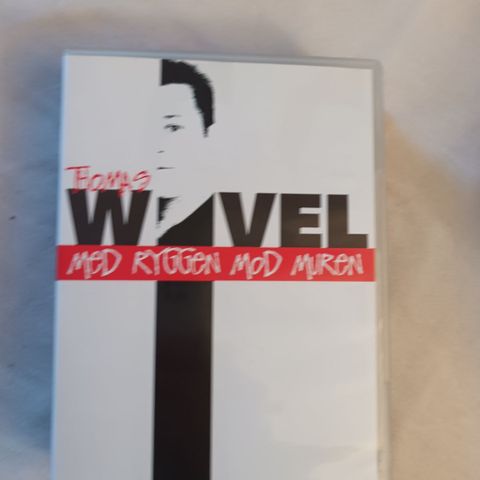 THOMAS
WIVEL
MED RYGGEN MOD MUREN